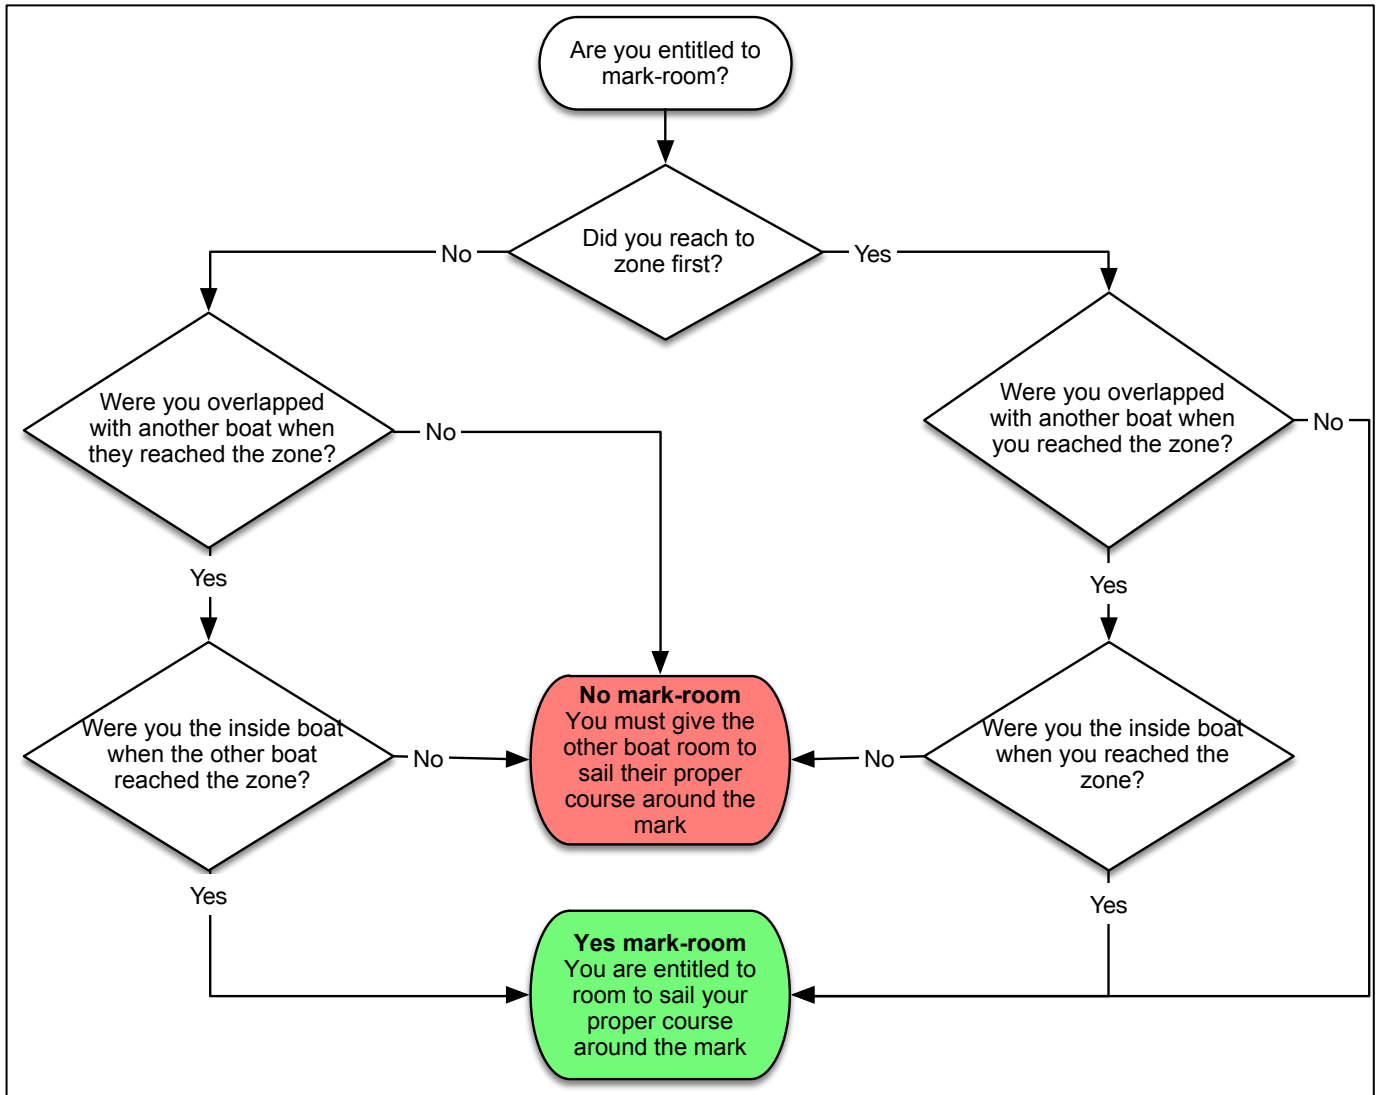 Are you entitled to
mark-room?
Did you reach to
zone first?
No
Yes
Were you overlapped
with another boat when
they reached the zone?
No
Were you overlapped
with another boat when
you reached the zone?
No
Yes
Yes
Were you the inside boat
when the other boat
reached the zone?
No
No mark-room
You must give the
other boat room to
sail their proper
course around the
mark
No
Were you the inside boat
when you reached the
zone?
Yes
Yes
Yes mark-room
You are entitled to
room to sail your
proper course
around the mark